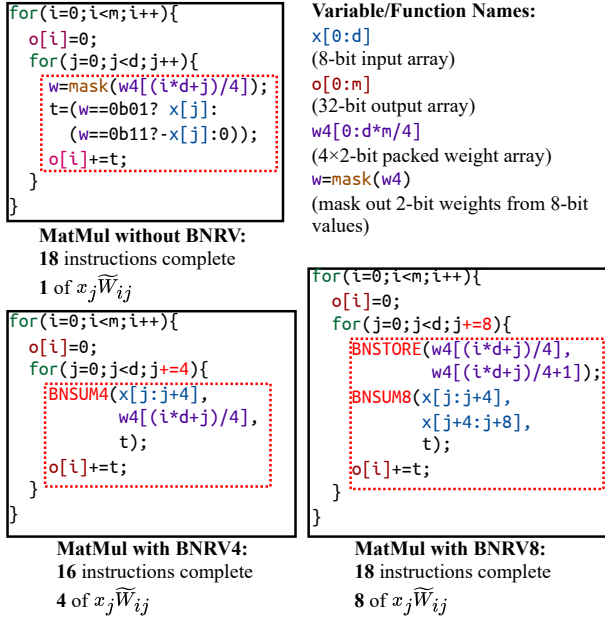 for(i=0;i<m;i++){
o[i]=0;
for(j=0;j<d;j++){
w=mask(w4[(i*d+j)/4]);
t=(w==0b01? x[j]:
(w==0b11?-x[j]:0));
o[i]+=t;
}
}
MatMul without BNRV:
18 instructions complete
1 of x_j W̃_ij
Variable/Function Names:
x[0:d]
(8-bit input array)
o[0:m]
(32-bit output array)
w4[0:d*m/4]
(4×2-bit packed weight array)
w=mask(w4)
(mask out 2-bit weights from 8-bit
values)
for(i=0;i<m;i++){
o[i]=0;
for(j=0;j<d;j+=4){
BNSUM4(x[j:j+4],
w4[(i*d+j)/4],
t);
o[i]+=t;
}
}
MatMul with BNRV4:
16 instructions complete
4 of x_j W̃_ij
for(i=0;i<m;i++){
o[i]=0;
for(j=0;j<d;j+=8){
BNSTORE(w4[(i*d+j)/4],
w4[(i*d+j)/4+1]);
BNSUM8(x[j:j+4],
x[j+4:j+8],
t);
o[i]+=t;
}
}
MatMul with BNRV8:
18 instructions complete
8 of x_j W̃_ij